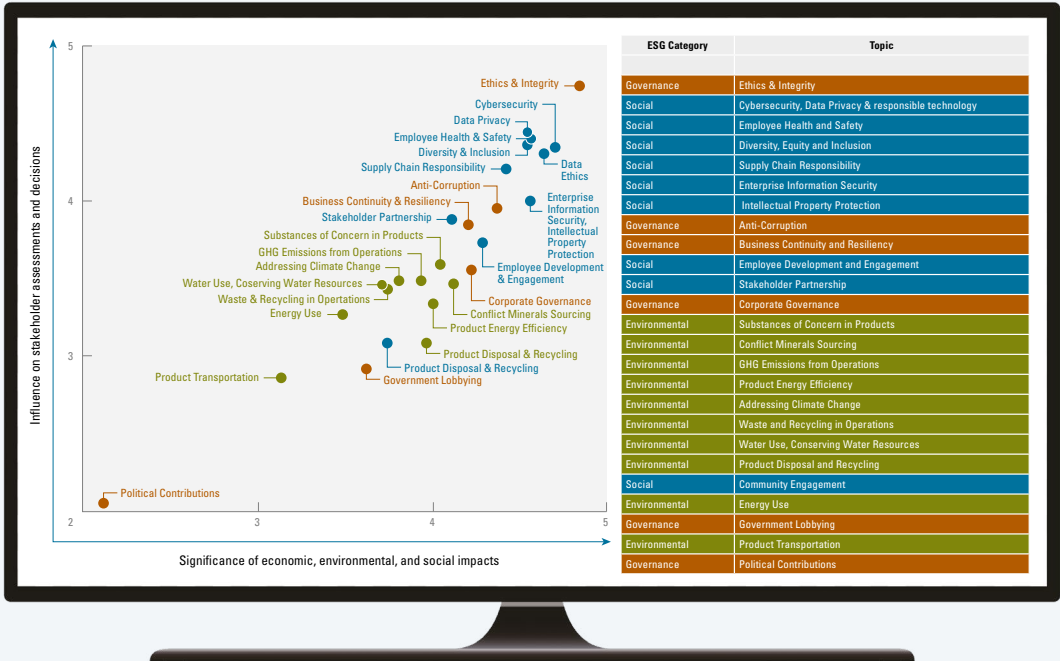 Influence on stakeholder assessments and decisions
5
4
3
2
3
4
5
Significance of economic, environmental, and social impacts
Ethics & Integrity
Cybersecurity
Data Privacy
Employee Health & Safety
Diversity & Inclusion
Data
Ethics
Supply Chain Responsibility
Anti-Corruption
Business Continuity & Resiliency
Stakeholder Partnership
Enterprise
Information
Security,
Intellectual
Property
Protection
Substances of Concern in Products
GHG Emissions from Operations
Addressing Climate Change
Water Use, Coserving Water Resources
Waste & Recycling in Opertations
Energy Use
Employee Development
& Engagement
Corporate Governance
Conflict Minerals Sourcing
Product Energy Efficiency
Product Disposal & Recycling
Product Disposal & Recycling
Government Lobbying
Product Transportation
Political Contributions
ESG Category Topic
Governance Ethics & Integrity
Social Cybersecurity, Data Privacy & responsible technology
Social Employee Health and Safety
Social Diversity, Equity and Inclusion
Social Supply Chain Responsibility
Social Enterprise Information Security
Social Intellectual Property Protection
Governance Anti-Corruption
Governance Business Continuity and Resiliency
Social Employee Development and Engagement
Social Stakeholder Partnership
Governance Corporate Governance
Environmental Substances of Concern in Products
Environmental Conflict Minerals Sourcing
Environmental GHG Emissions from Operations
Environmental Product Energy Efficiency
Environmental Addressing Climate Change
Environmental Waste and Recycling in Operations
Environmental Water Use, Conserving Water Resources
Environmental Product Disposal and Recycling
Social Community Engagement
Environmental Energy Use
Governance Government Lobbying
Environmental Product Transportation
Governance Political Contributions